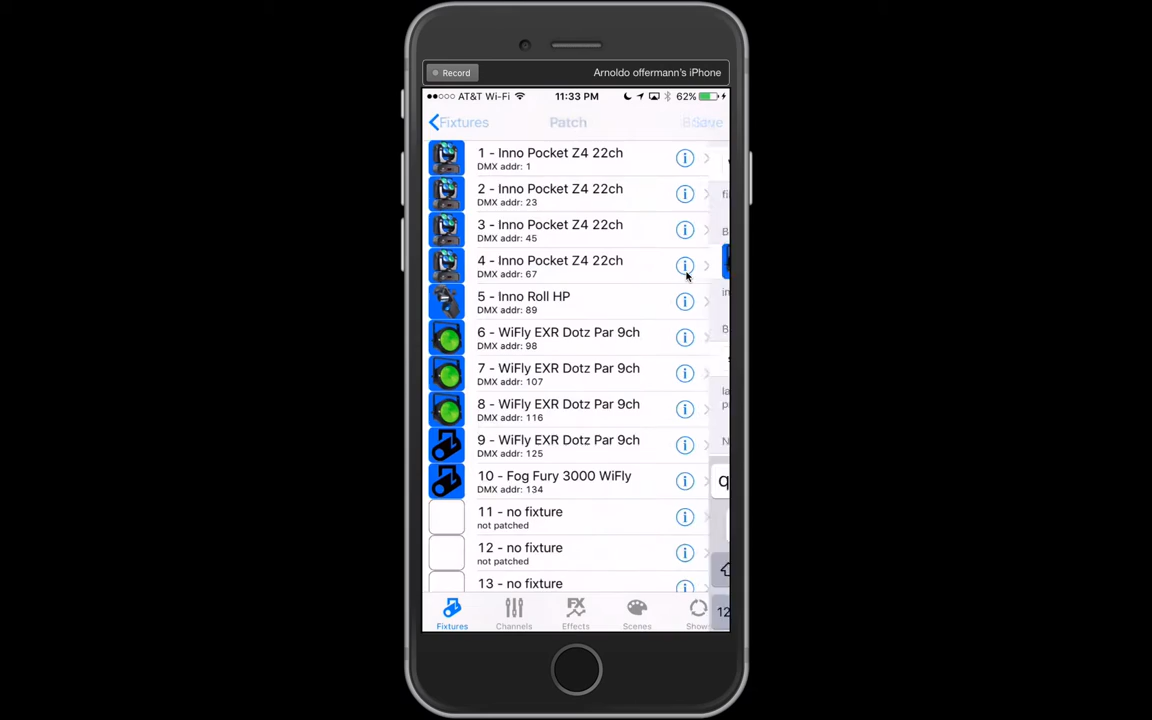 Record
Arnoldo offermann's iPhone
AT&T Wi-Fi 11:33 PM 62%
Fixtures Patch Save
1 - Inno Pocket Z4 22ch
DMX addr: 1
2 - Inno Pocket Z4 22ch
DMX addr: 23
3 - Inno Pocket Z4 22ch
DMX addr: 45
4 - Inno Pocket Z4 22ch
DMX addr: 67
5 - Inno Roll HP
DMX addr: 89
6 - WiFly EXR Dotz Par 9ch
DMX addr: 98
7 - WiFly EXR Dotz Par 9ch
DMX addr: 107
8 - WiFly EXR Dotz Par 9ch
DMX addr: 116
9 - WiFly EXR Dotz Par 9ch
DMX addr: 125
10 - Fog Fury 3000 WiFly
DMX addr: 134
11 - no fixture
not patched
12 - no fixture
not patched
13 - no fixture
q
12
FX
Fixtures Channels Effects Scenes Show